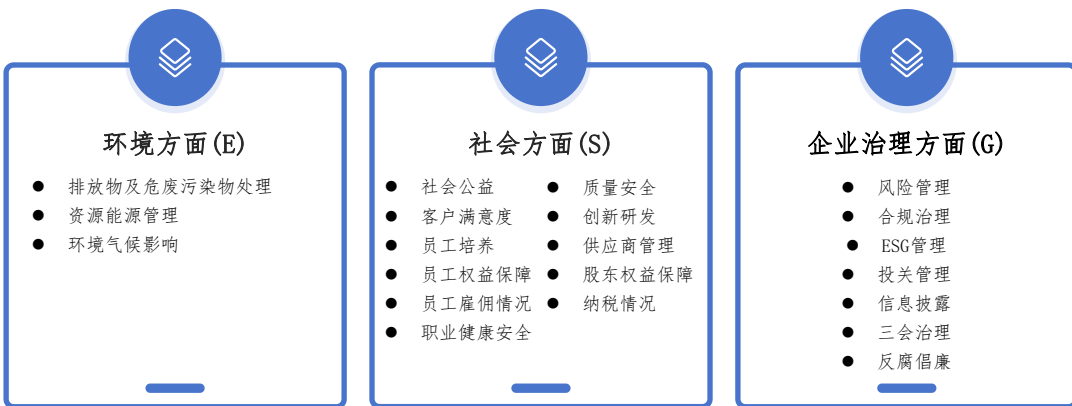 环境方面(E)
● 排放物及危废污染物处理
● 资源能源管理
● 环境气候影响
社会方面(S)
● 社会公益
● 客户满意度
● 员工培养
● 员工权益保障
● 员工雇佣情况
● 职业健康安全
● 质量安全
● 创新研发
● 供应商管理
● 股东权益保障
● 纳税情况
企业治理方面(G)
● 风险管理
● 合规治理
● ESG管理
● 投关管理
● 信息披露
● 三会治理
● 反腐倡廉